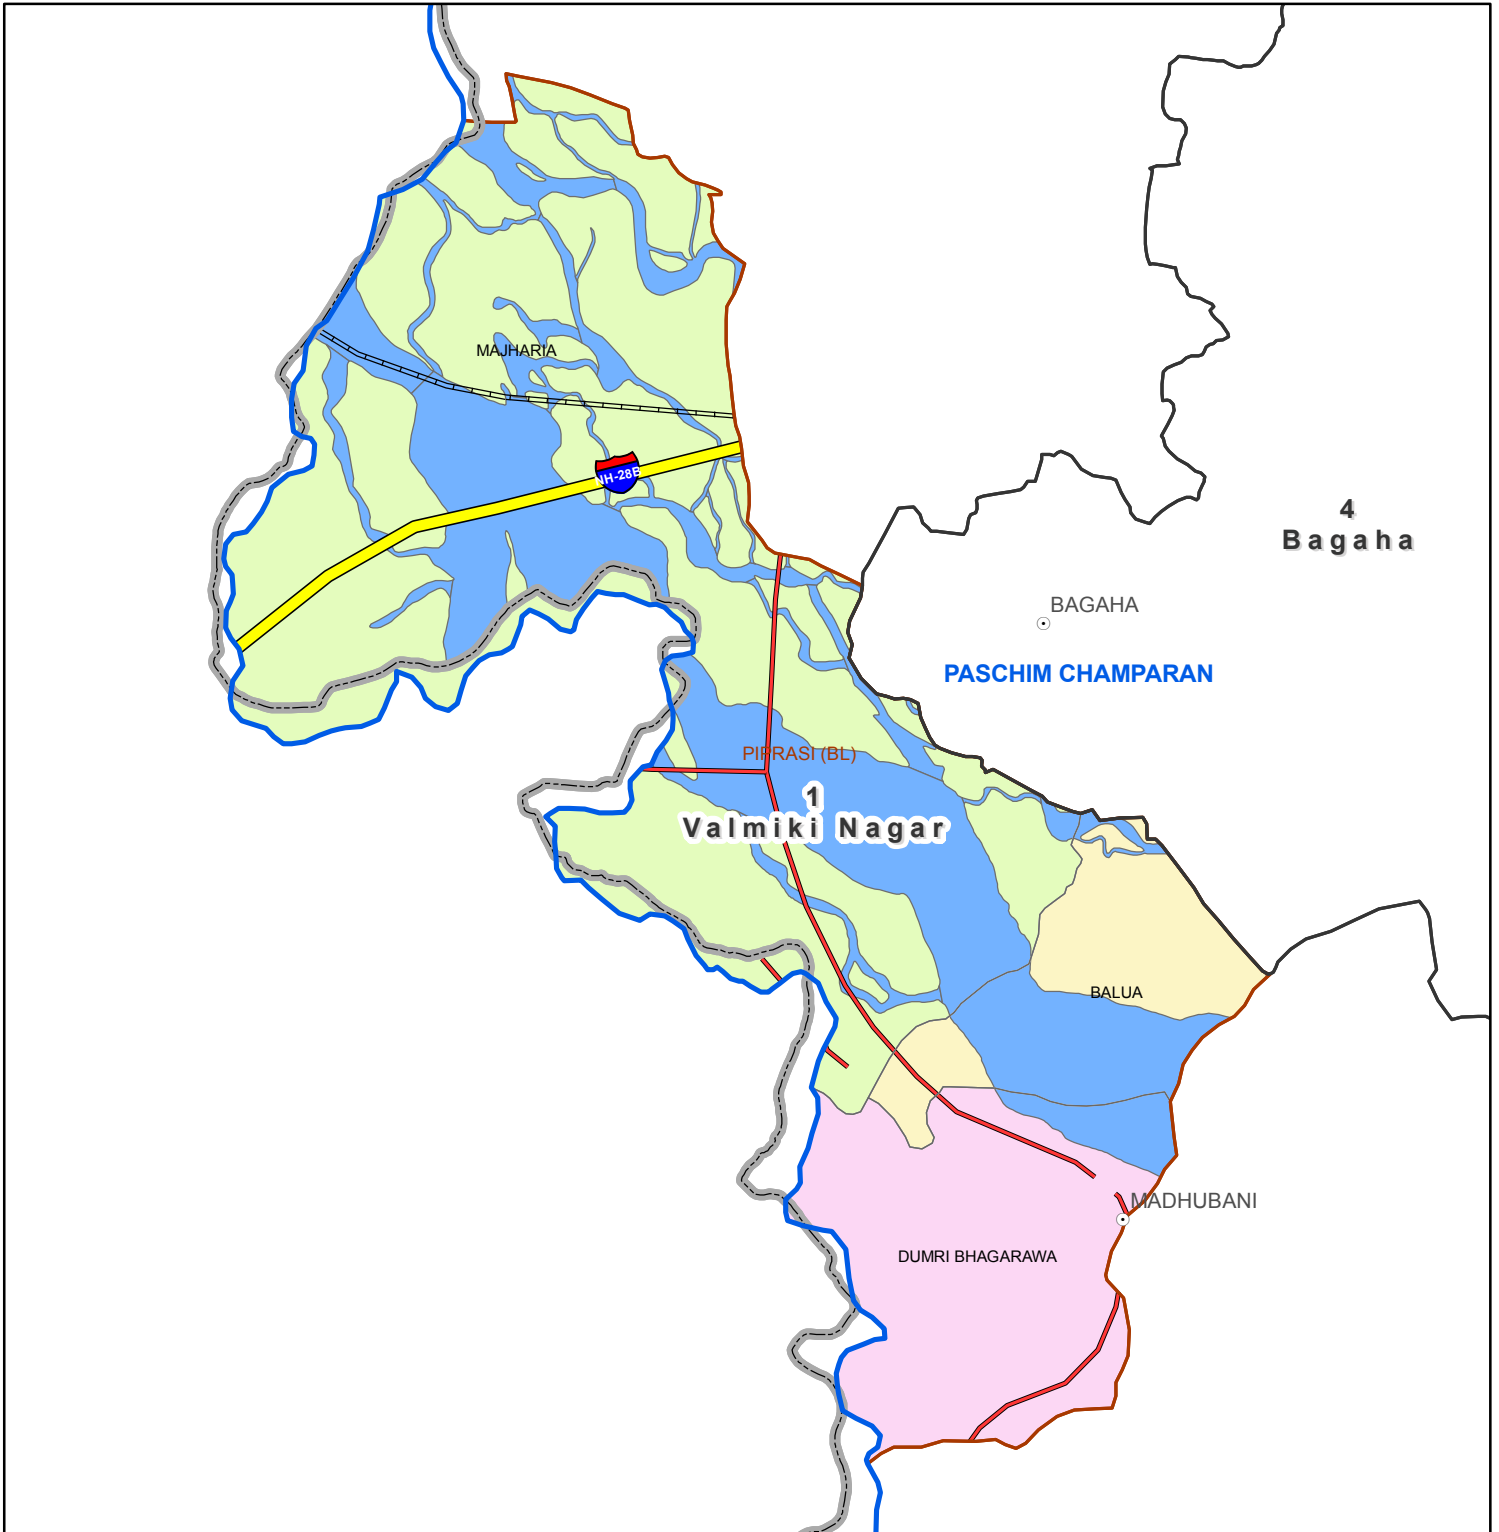 MAJHARIA
NH-28B
4
Bagaha
BAGAHA
PASCHIM CHAMPARAN
PIPRASI (BL)
1
Valmiki Nagar
BALUA
MADHUBANI
DUMRI BHAGARAWA